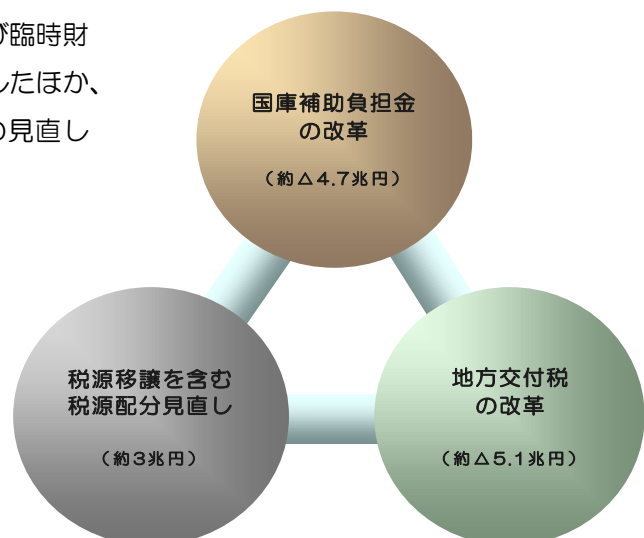 び臨時財
したほか、
の見直し
国庫補助負担金
の改革
（約△4.7兆円）
税源移譲を含む
税源配分見直し
（約3兆円）
地方交付税
の改革
（約△5.1兆円）